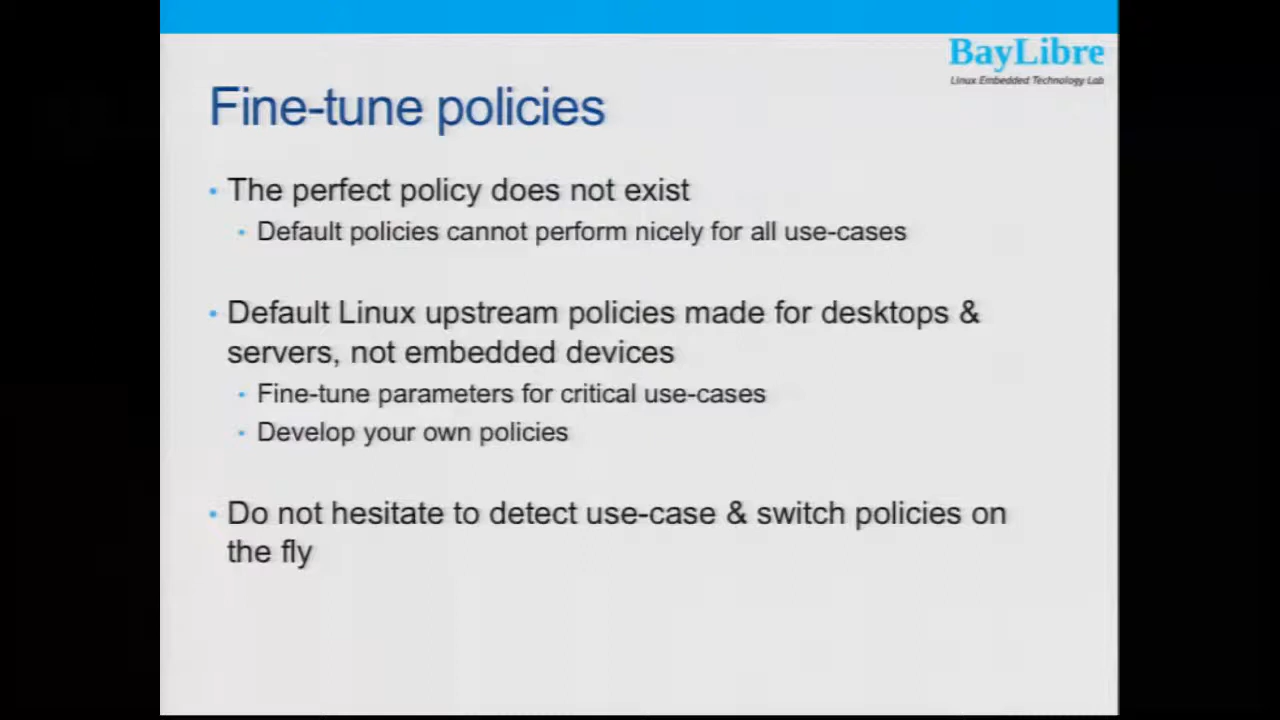 BayLibre
Linux Embedded Technology Lab
Fine-tune policies
• The perfect policy does not exist
• Default policies cannot perform nicely for all use-cases
• Default Linux upstream policies made for desktops &
servers, not embedded devices
• Fine-tune parameters for critical use-cases
• Develop your own policies
• Do not hesitate to detect use-case & switch policies on
the fly